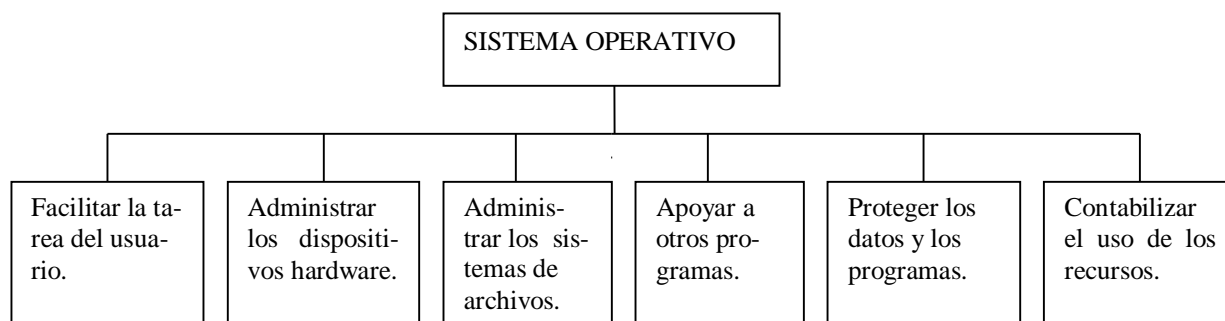 SISTEMA OPERATIVO
Facilitar la ta-
rea del usua-
rio.
Administrar
los dispositi-
vos hardware.
Adminis-
trar los sis-
temas de
archivos.
Apoyar a
otros pro-
gramas.
Proteger los
datos y los
programas.
Contabilizar
el uso de los
recursos.